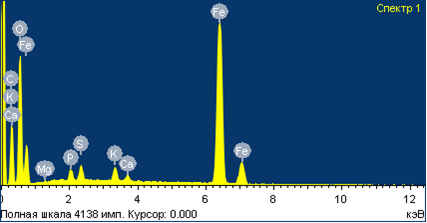 Спектр 1
Fe
O
Fe
C
K
Ca
Mg
P
S
K
Ca
Fe
0 2 4 6 8 10 12
Полная шкала 4138 имп. Курсор: 0.000 кэВ